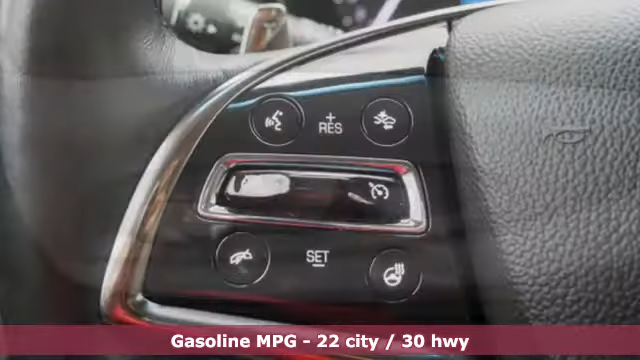 +
RES
SET
–
Gasoline MPG - 22 city / 30 hwy